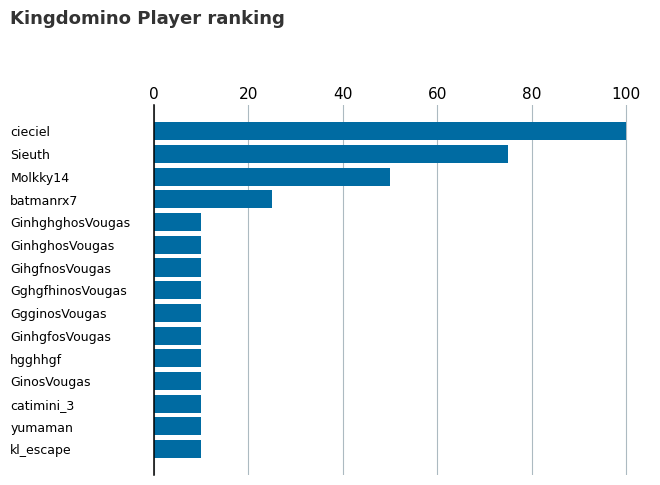 Kingdomino Player ranking
0 20 40 60 80 100
cieciel
Sieuth
Molkky14
batmanrx7
GinhghghosVougas
GinhghosVougas
GihgfnosVougas
GghgfhinosVougas
GgginosVougas
GinhgfosVougas
hgghhgf
GinosVougas
catimini_3
yumaman
kl_escape